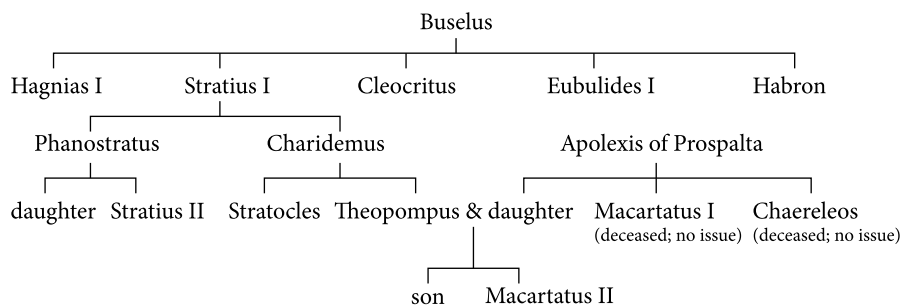 Buselus
Hagnias I Stratius I Cleocritus Eubulides I Habron
Phanostratus Charidemus Apolexis of Prospalta
daughter Stratius II Stratocles Theopompus & daughter Macartatus I Chaereleos
(deceased; no issue) (deceased; no issue)
son Macartatus II